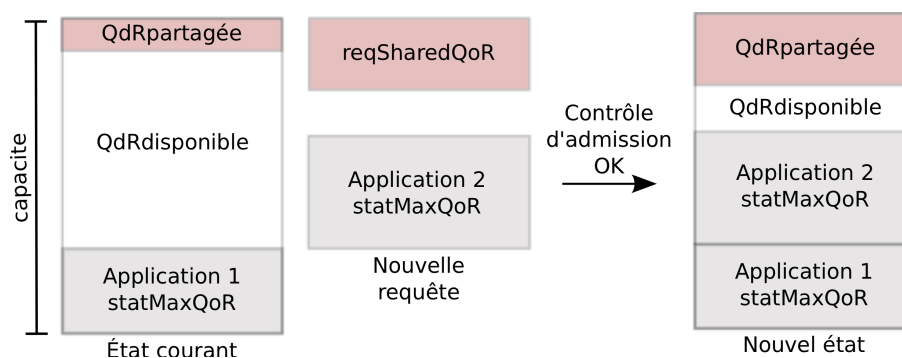 capacite
QdRpartagée
QdRdisponible
Application 1
statMaxQoR
État courant
reqSharedQoR
Application 2
statMaxQoR
Nouvelle
requête
Contrôle
d'admission
OK
QdRpartagée
QdRdisponible
Application 2
statMaxQoR
Application 1
statMaxQoR
Nouvel état